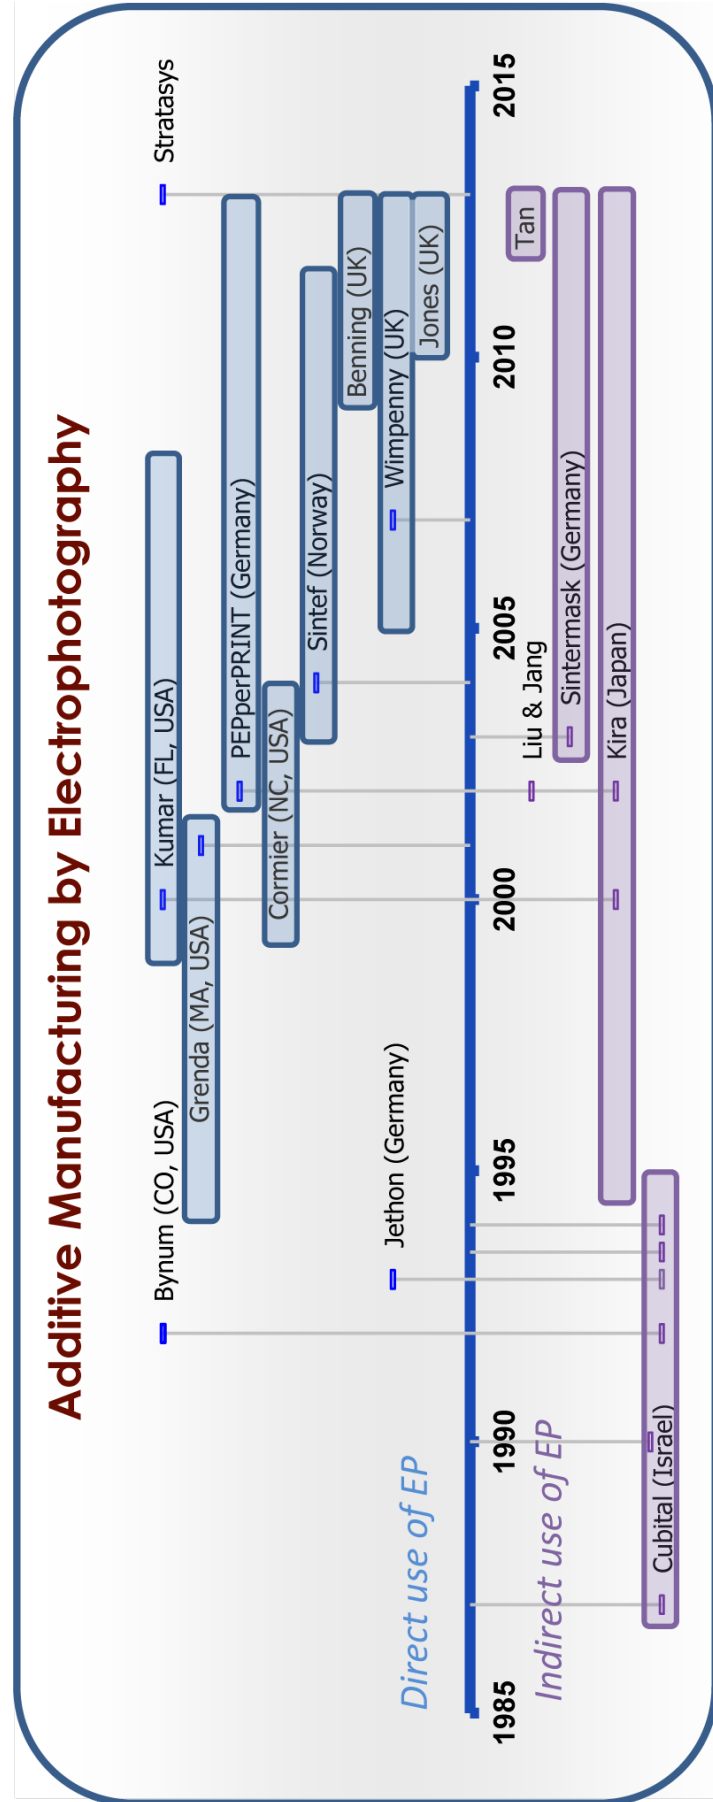 Additive Manufacturing by Electrophotography
Bynum (CO, USA)
Kumar (FL, USA)
Stratasys
Grenda (MA, USA)
PEPperPRINT (Germany)
Cormier (NC, USA)
Sintef (Norway)
Benning (UK)
Jethon (Germany)
Wimpenny (UK)
Direct use of EP
Jones (UK)
1985
1990
1995
2000
2005
2010
2015
Indirect use of EP
Liu & Jang
Tan
Sintermask (Germany)
Kira (Japan)
Cubital (Israel)